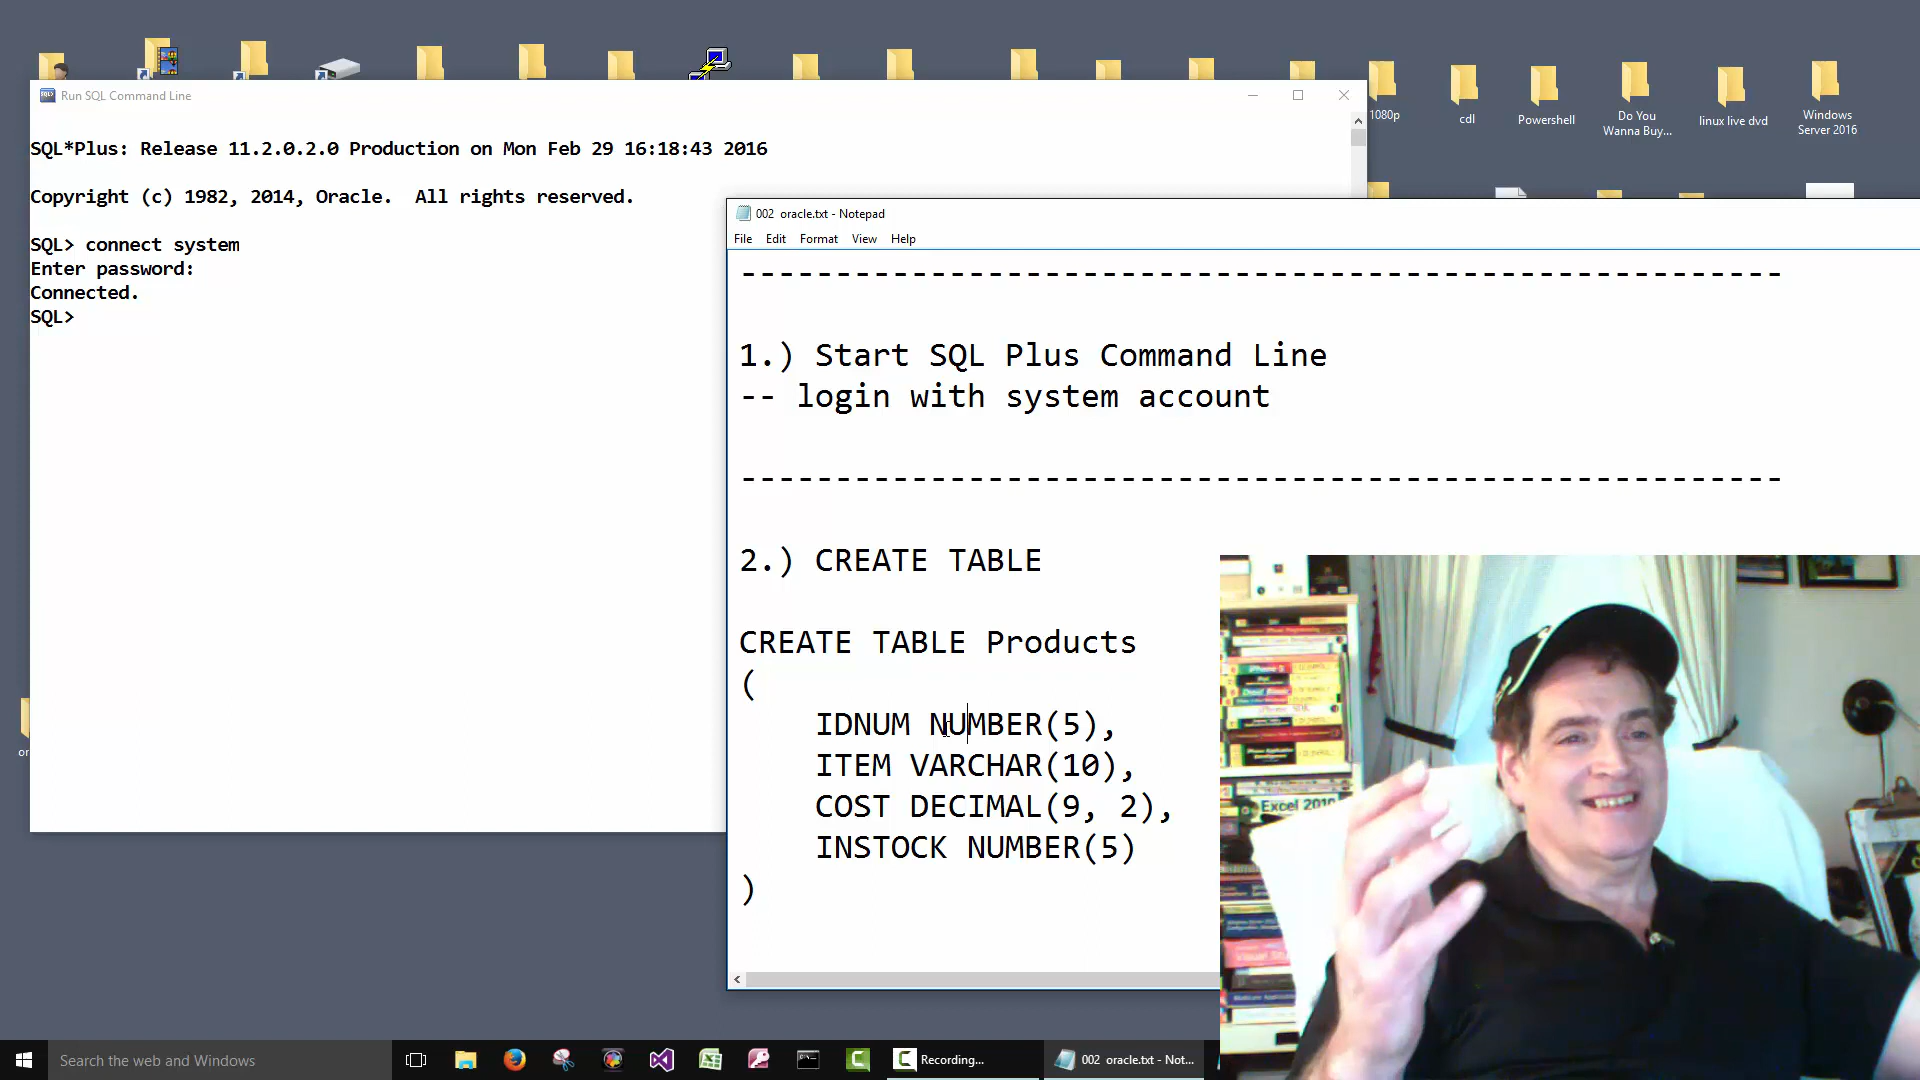 1080p
cdl
Powershell
Do You
Wanna Buy...
linux live dvd
Windows
Server 2016
Run SQL Command Line
SQL*Plus: Release 11.2.0.2.0 Production on Mon Feb 29 16:18:43 2016
Copyright (c) 1982, 2014, Oracle.  All rights reserved.
SQL> connect system
Enter password:
Connected.
SQL>
002 oracle.txt - Notepad
File Edit Format View Help
-------------------------------------------------------
1.) Start SQL Plus Command Line
-- login with system account
-------------------------------------------------------
2.) CREATE TABLE
CREATE TABLE Products
(
IDNUM NUMBER(5),
ITEM VARCHAR(10),
COST DECIMAL(9, 2),
INSTOCK NUMBER(5)
)
Excel 2010
Search the web and Windows
Recording...
002 oracle.txt - Not...